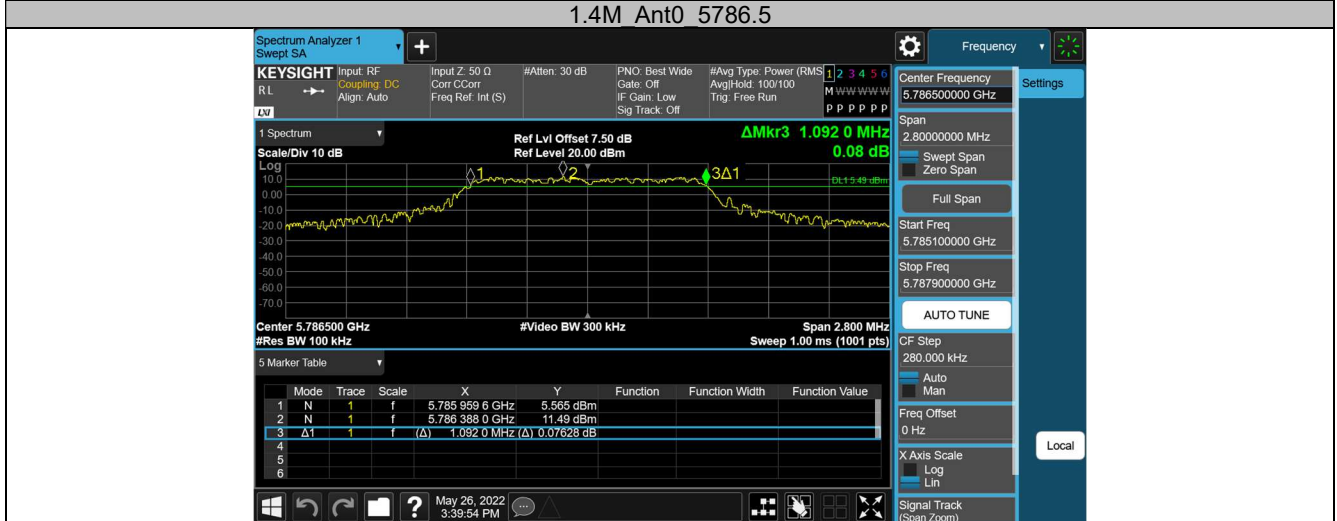 1.4M_Ant0_5786.5
Spectrum Analyzer 1
Swept SA
Frequency
KEYSIGHT
RL
LXI
Input: RF
Coupling: DC
Align: Auto
Input Z: 50 Ω
Corr CCorr
Freq Ref: Int (S)
#Atten: 30 dB
PNO: Best Wide
Gate: Off
IF Gain: Low
Sig Track: Off
#Avg Type: Power (RMS
Avg|Hold: 100/100
Trig: Free Run
1 2 3 4 5 6
M W W W W W
P P P P P P
Center Frequency
5.786500000 GHz
Settings
1 Spectrum
Scale/Div 10 dB
Ref Lvl Offset 7.50 dB
Ref Level 20.00 dBm
ΔMkr3 1.092 0 MHz
0.08 dB
Log
10.0
0.00
-10.0
-20.0
-30.0
-40.0
-50.0
-60.0
-70.0
1
2
3Δ1
DL1 5.49 dBm
Center 5.786500 GHz
#Video BW 300 kHz
Span 2.800 MHz
#Res BW 100 kHz
Sweep 1.00 ms (1001 pts)
Span
2.80000000 MHz
Swept Span
Zero Span
Full Span
Start Freq
5.785100000 GHz
Stop Freq
5.787900000 GHz
AUTO TUNE
CF Step
280.000 kHz
Auto
Man
Freq Offset
0 Hz
X Axis Scale
Log
Lin
Signal Track
(Span Zoom)
Local
5 Marker Table
Mode Trace Scale X Y Function Function Width Function Value
1 N 1 f 5.785 959 6 GHz 5.565 dBm
2 N 1 f 5.786 388 0 GHz 11.49 dBm
3 Δ1 1 f (Δ) 1.092 0 MHz (Δ) 0.07628 dB
4
5
6
May 26, 2022
3:39:54 PM